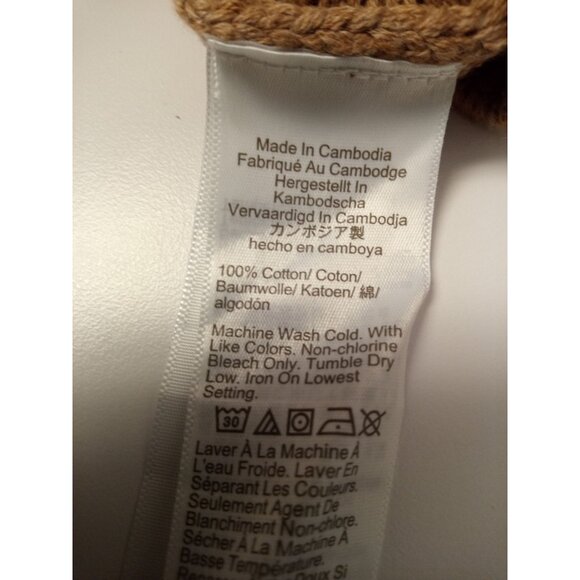 Made In Cambodia
Fabriqué Au Cambodge
Hergestellt In
Kambodscha
Vervaardigd In Cambodja
カンボジア製
hecho en camboya
100% Cotton/ Coton/
Baumwolle/ Katoen/ 綿/
algodón
Machine Wash Cold. With
Like Colors. Non-chlorine
Bleach Only. Tumble Dry
Low. Iron On Lowest
Setting.
30
Laver À La Machine À
L'eau Froide. Laver En
Séparant Les Couleurs.
Seulement Agent De
Blanchiment Non-chlore.
Sécher À La Machine À
Basse Température.
Doux Si